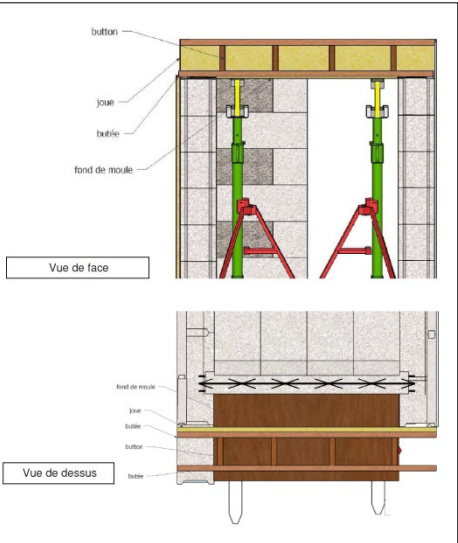 button
joue
butée
fond de moule
Vue de face
fond de moule
joue
butée
button
Vue de dessus
butée